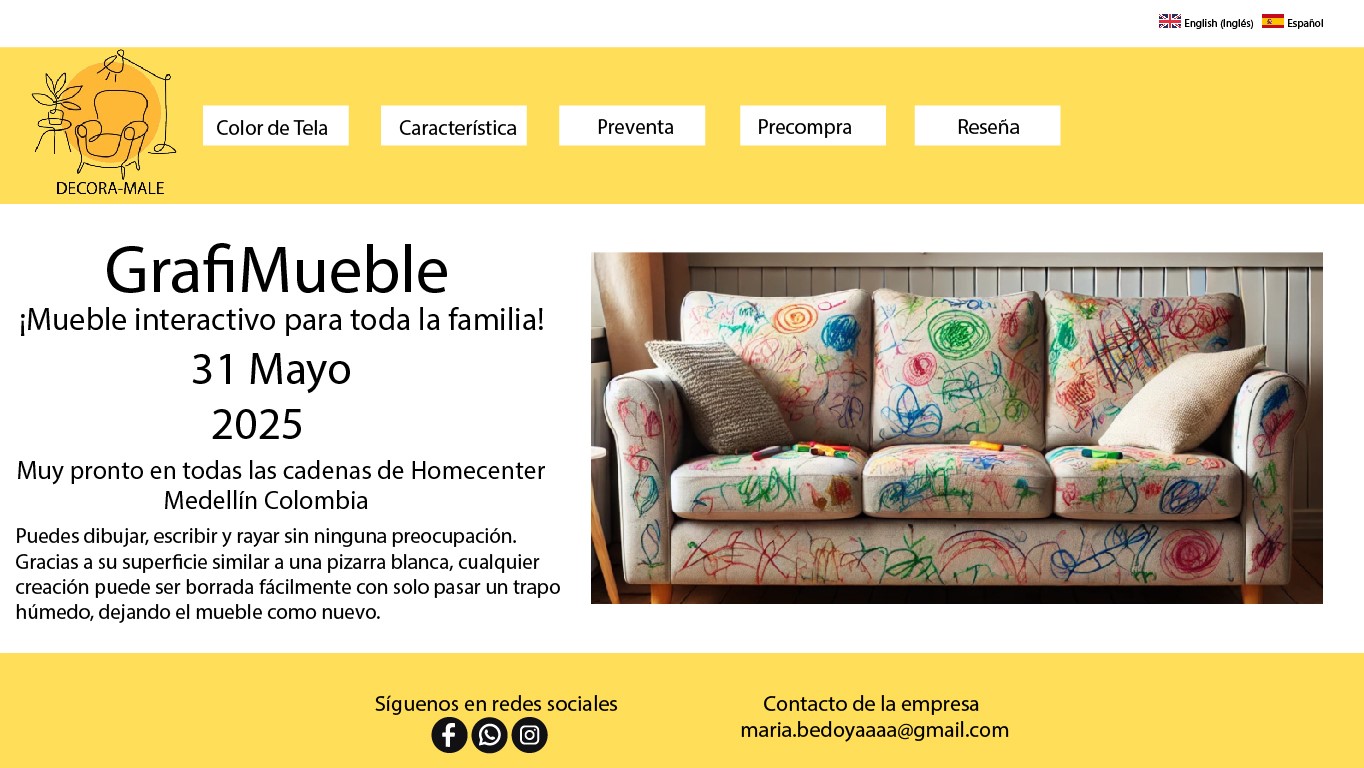 English (Inglés) Español
DECORA-MALE
Color de Tela
Característica
Preventa
Precompra
Reseña
GrafiMueble
¡Mueble interactivo para toda la familia!
31 Mayo
2025
Muy pronto en todas las cadenas de Homecenter
Medellín Colombia
Puedes dibujar, escribir y rayar sin ninguna preocupación.
Gracias a su superficie similar a una pizarra blanca, cualquier
creación puede ser borrada fácilmente con solo pasar un trapo
húmedo, dejando el mueble como nuevo.
Síguenos en redes sociales
Contacto de la empresa
maria.bedoyaaaa@gmail.com